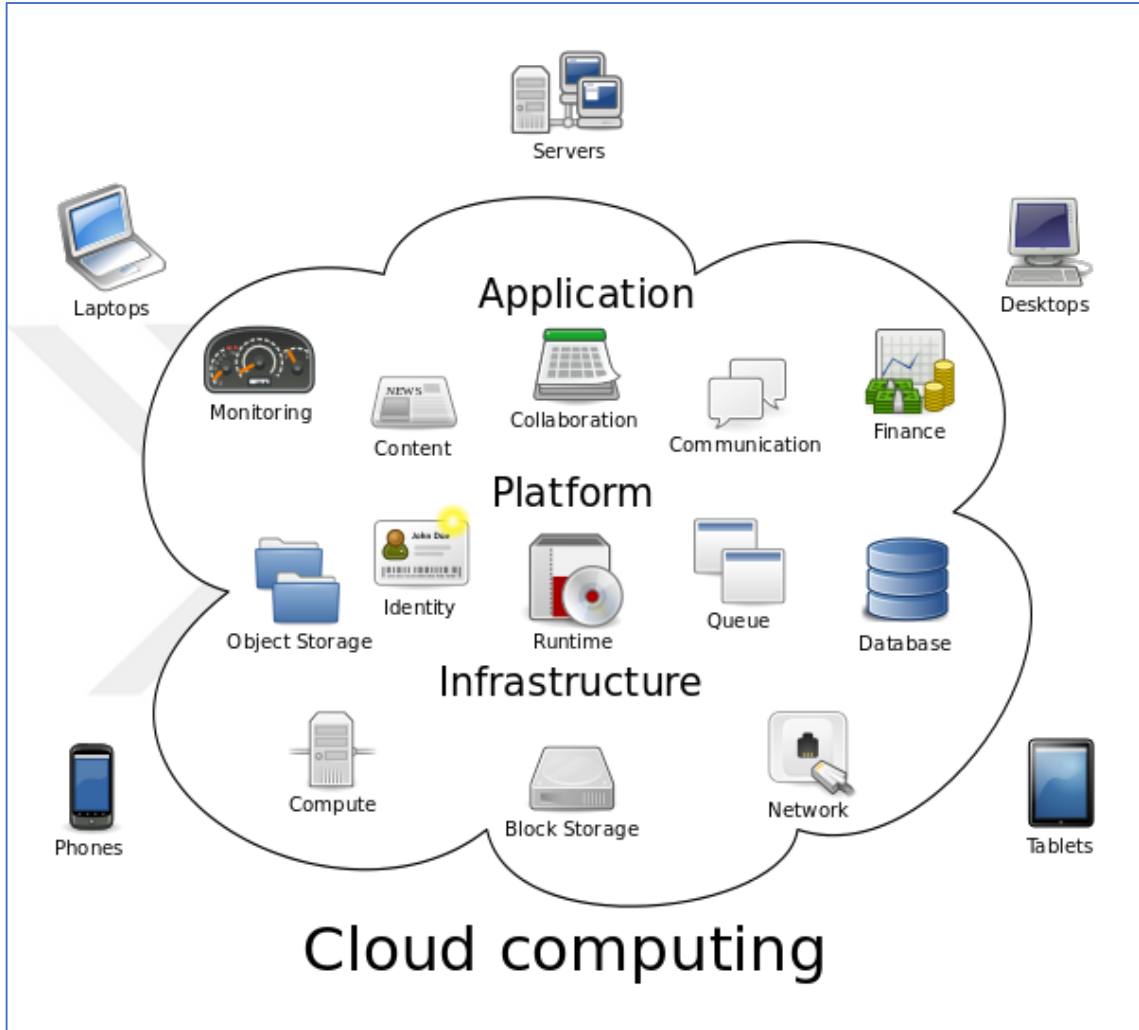 Servers
Laptops
Desktops
Application
Monitoring
NEWS
Content
Collaboration
Communication
Finance
Platform
John Doe
Object Storage
Identity
Runtime
Queue
Database
Infrastructure
Compute
Block Storage
Network
Phones
Tablets
Cloud computing